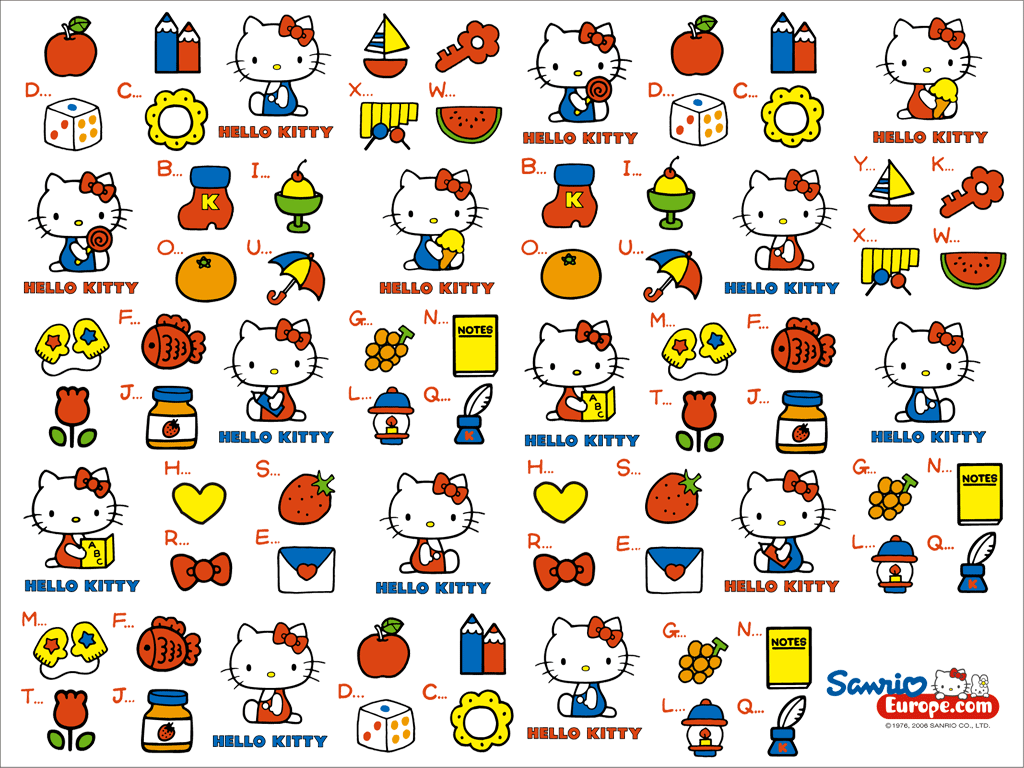 D... C...
HELLO KITTY
X... W...
HELLO KITTY
D... C...
HELLO KITTY
B... I...
K
O... U...
HELLO KITTY
HELLO KITTY
B... I...
K
O... U...
HELLO KITTY
Y... K...
X... W...
F...
J...
HELLO KITTY
G... N...
NOTES
L... Q...
K
A
B
C
HELLO KITTY
M... F...
T... J...
HELLO KITTY
A
B
C
HELLO KITTY
H... S...
R... E...
HELLO KITTY
H... S...
R... E...
HELLO KITTY
G... N...
NOTES
L... Q...
K
M... F...
T... J...
HELLO KITTY
D... C...
HELLO KITTY
G... N...
NOTES
L... Q...
K
Sanrio
Europe.com
©1976, 2006 SANRIO CO., LTD.